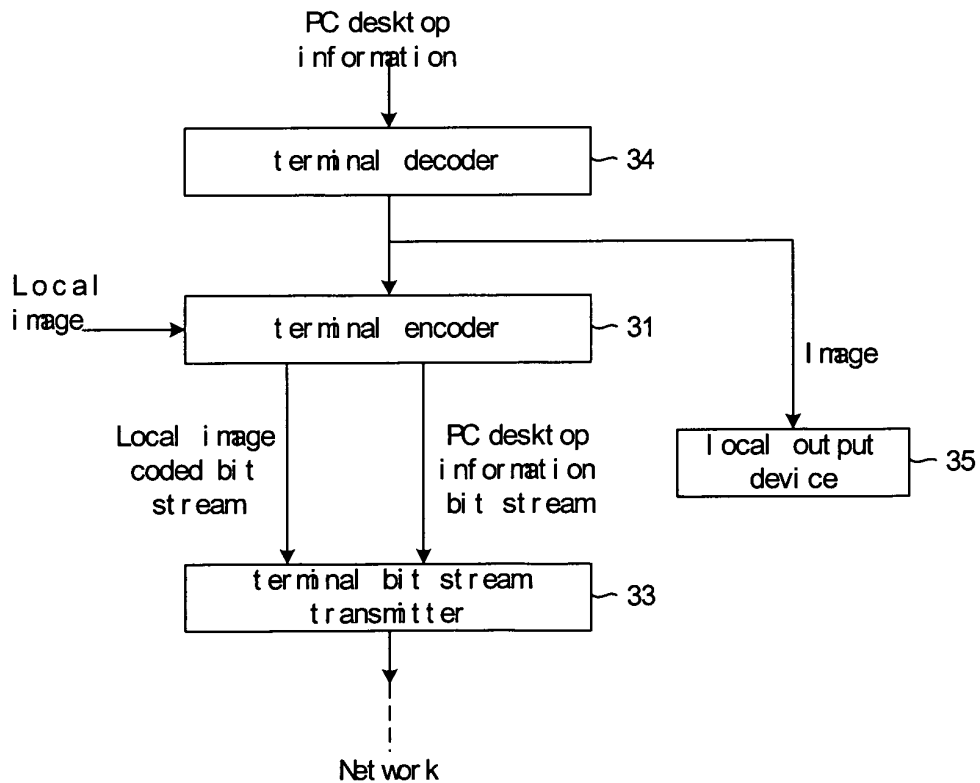 PC desktop
information
terminal decoder
34
Local
image
terminal encoder
31
Image
Local image
coded bit
stream
PC desktop
information
bit stream
local output
device
35
terminal bit stream
transmitter
33
Network